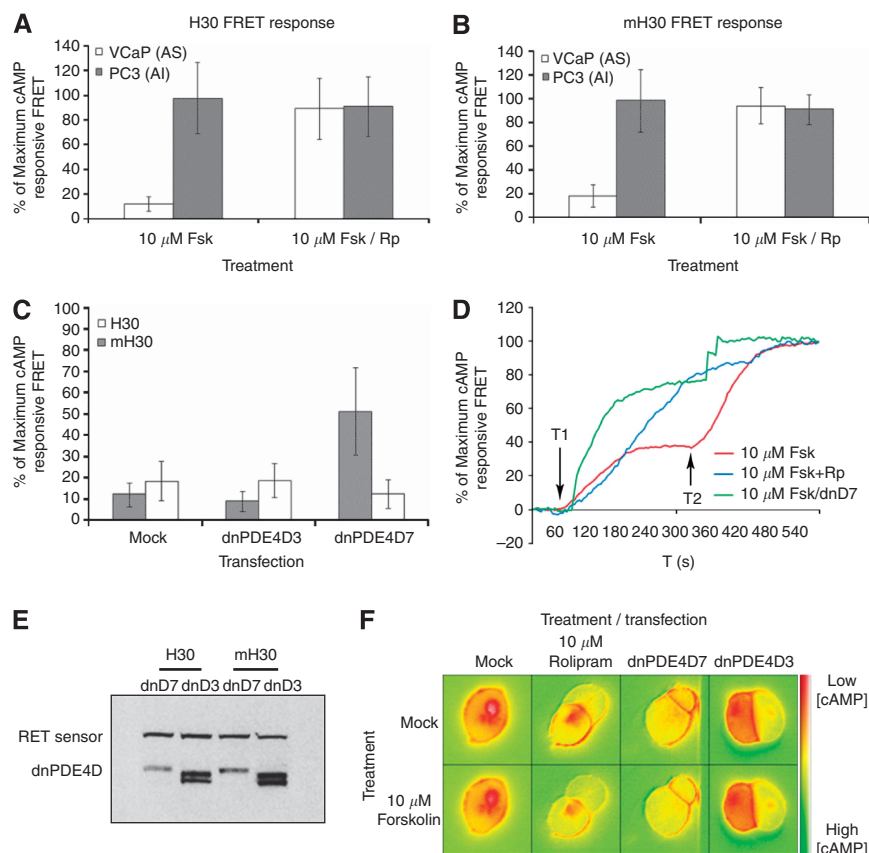 A
H30 FRET response
% of Maximum cAMP
responsive FRET
140
120
100
80
60
40
20
0
VCaP (AS)
PC3 (AI)
10 μM Fsk
10 μM Fsk / Rp
Treatment
B
mH30 FRET response
% of Maximum cAMP
responsive FRET
140
120
100
80
60
40
20
0
VCaP (AS)
PC3 (AI)
10 μM Fsk
10 μM Fsk / Rp
Treatment
C
% of Maximum cAMP
responsive FRET
100
90
80
70
60
50
40
30
20
10
0
H30
mH30
Mock
dnPDE4D3
dnPDE4D7
Transfection
D
% of Maximum cAMP
responsive FRET
120
100
80
60
40
20
0
–20
T1
T2
10 μM Fsk
10 μM Fsk+Rp
10 μM Fsk/dnD7
60 120 180 240 300 360 420 480 540
T (s)
E
H30
mH30
dnD7 dnD3 dnD7 dnD3
RET sensor
dnPDE4D
F
Treatment / transfection
Mock
10 μM
Rolipram
dnPDE4D7
dnPDE4D3
Treatment
Mock
10 μM
Forskolin
Low
[cAMP]
High
[cAMP]